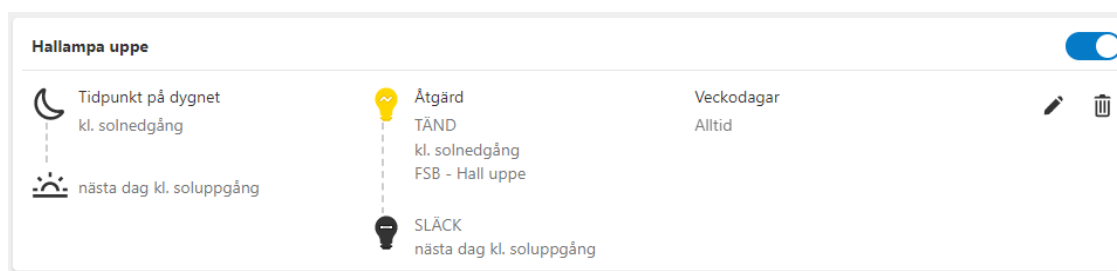 Hallampa uppe
Tidpunkt på dygnet
kl. solnedgång
nästa dag kl. soluppgång
Åtgärd
TÄND
kl. solnedgång
FSB - Hall uppe
SLÄCK
nästa dag kl. soluppgång
Veckodagar
Alltid